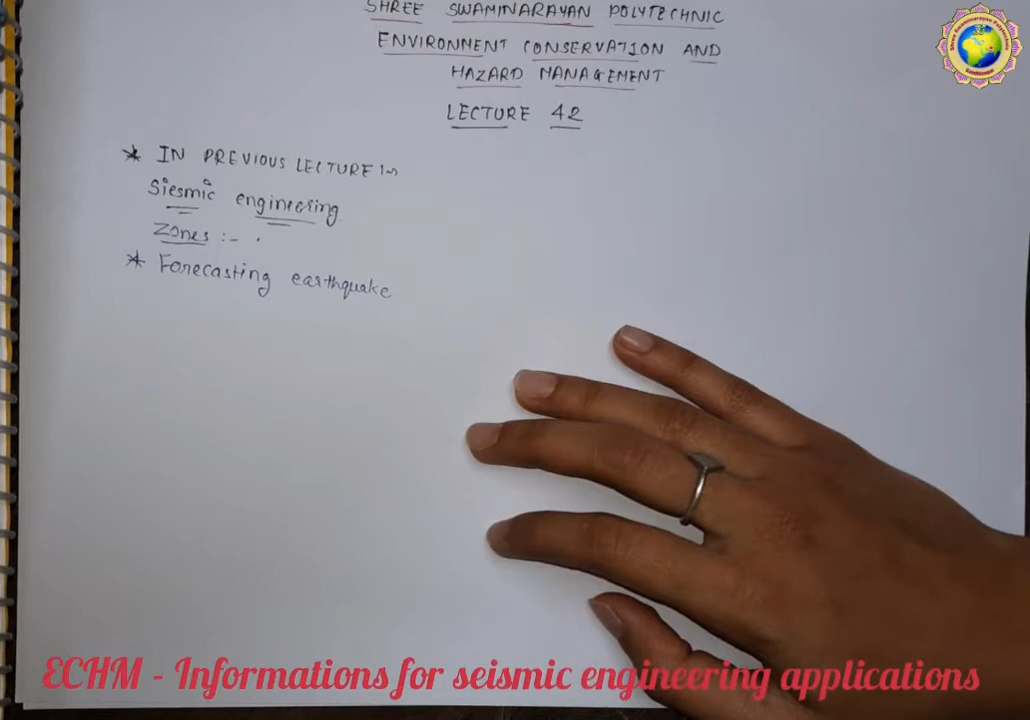 SHREE SWAMINARAYAN POLYTECHNIC
ENVIRONMENT CONSERVATION AND
HAZARD MANAGEMENT
LECTURE 42
* IN PREVIOUS LECTURE :-
Siesmic engineering
Zones :-
* Forecasting earthquake
ECHM - Informations for seismic engineering applications